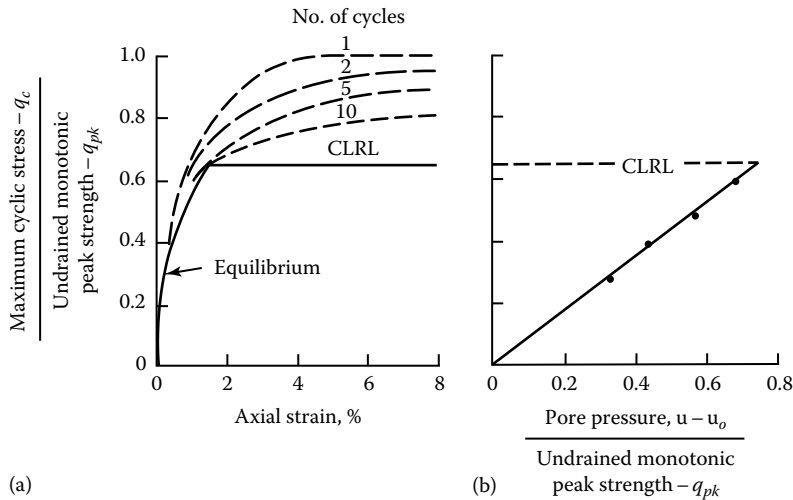 No. of cycles
1
2
5
10
CLRL
Equilibrium
1.0
0.8
0.6
0.4
0.2
0
0 2 4 6 8
Axial strain, %
Maximum cyclic stress – q_c
Undrained monotonic
peak strength – q_pk
(a)
CLRL
0 0.2 0.4 0.6 0.8
Pore pressure, u – u_o
Undrained monotonic
peak strength – q_pk
(b)